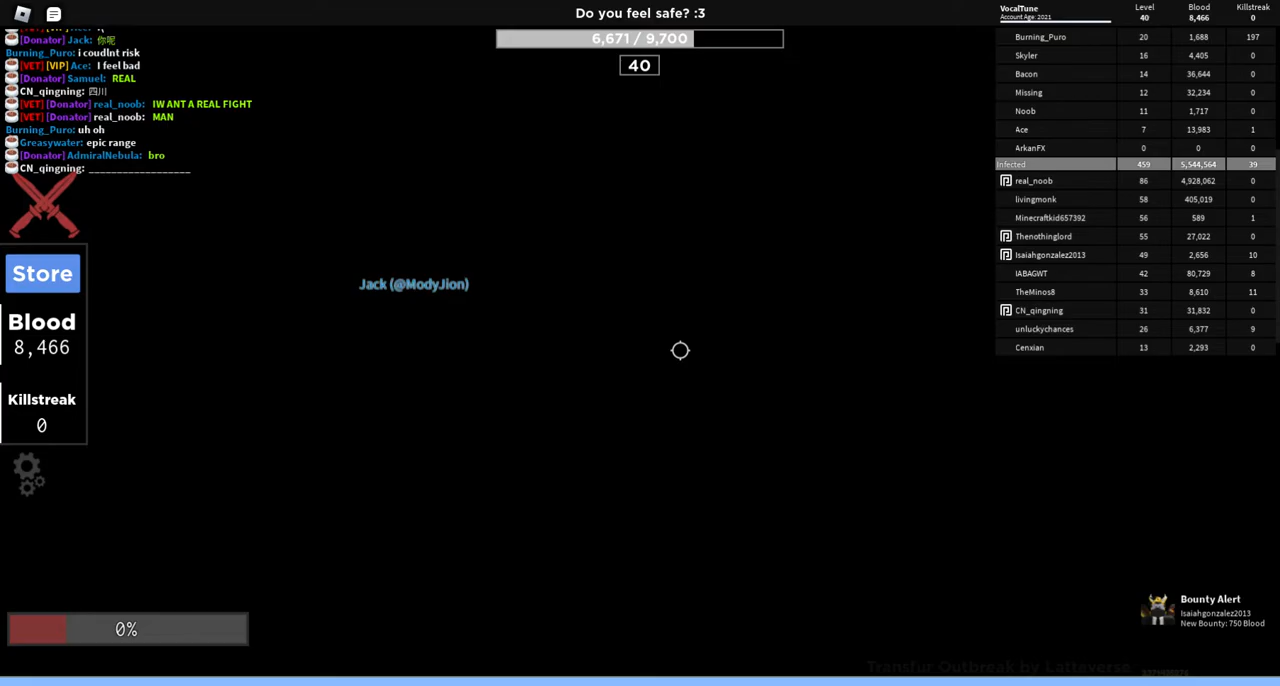 Do you feel safe? :3
6,671 / 9,700
40
[Donator] Jack: 你呢
Burning_Puro: i coudlnt risk
[VET] [VIP] Ace: I feel bad
[Donator] Samuel: REAL
CN_qingning: 四川
[VET] [Donator] real_noob: IW ANT A REAL FIGHT
[VET] [Donator] real_noob: MAN
Burning_Puro: uh oh
Greasywater: epic range
[Donator] AdmiralNebula: bro
CN_qingning: __________________
Store
Blood
8,466
Killstreak
0
0%
Jack (@ModyJion)
VocalTune Level Blood Killstreak
Account Age: 2021 40 8,466 0
Burning_Puro 20 1,688 197
Skyler 16 4,405 0
Bacon 14 36,644 0
Missing 12 32,234 0
Noob 11 1,717 0
Ace 7 13,983 1
ArkanFX 0 0 0
Infected 459 5,544,564 39
real_noob 86 4,928,062 0
livingmonk 58 405,019 0
Minecraftkid657392 56 589 1
Thenothinglord 55 27,022 0
Isaiahgonzalez2013 49 2,656 10
IABAGWT 42 80,729 8
TheMinos8 33 8,610 11
CN_qingning 31 31,832 0
unluckychances 26 6,377 9
Cenxian 13 2,293 0
Bounty Alert
Isaiahgonzalez2013
New Bounty: 750 Blood
Transfur Outbreak by Latteverse